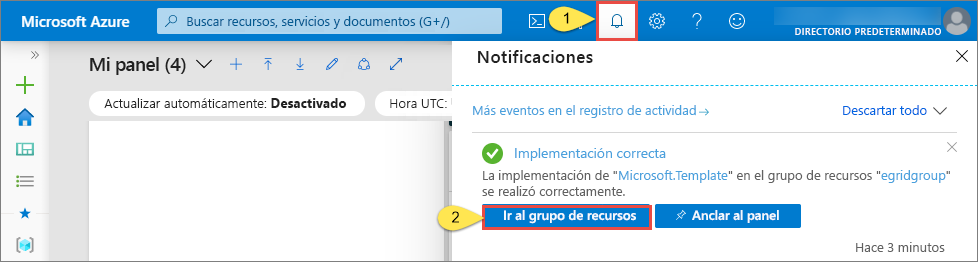 Microsoft Azure
Buscar recursos, servicios y documentos (G+/)
1
DIRECTORIO PREDETERMINADO
Mi panel (4)
Notificaciones
Actualizar automáticamente: Desactivado
Hora UTC:
Más eventos en el registro de actividad
Descartar todo
Implementación correcta
La implementación de "Microsoft.Template" en el grupo de recursos "egridgroup"
se realizó correctamente.
2
Ir al grupo de recursos
Anclar al panel
Hace 3 minutos